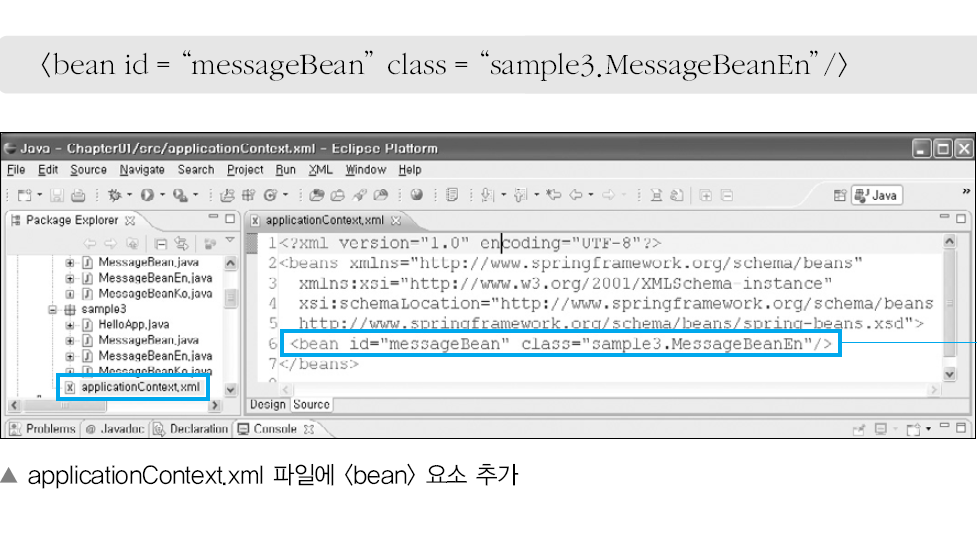 〈bean id = “messageBean” class = “sample3.MessageBeanEn”/〉
Java - Chapter01/src/applicationContext.xml - Eclipse Platform
File Edit Source Navigate Search Project Run XML Window Help
Java
Package Explorer
applicationContext.xml
MessageBean.java
MessageBeanEn.java
MessageBeanKo.java
sample3
HelloApp.java
MessageBean.java
MessageBeanEn.java
MessageBeanKo.java
applicationContext.xml
1<?xml version="1.0" encoding="UTF-8"?>
2<beans xmlns="http://www.springframework.org/schema/beans"
3 xmlns:xsi="http://www.w3.org/2001/XMLSchema-instance"
4 xsi:schemaLocation="http://www.springframework.org/schema/beans
5 http://www.springframework.org/schema/beans/spring-beans.xsd">
6 <bean id="messageBean" class="sample3.MessageBeanEn"/>
7</beans>
Design Source
Problems @ Javadoc Declaration Console
▲ applicationContext.xml 파일에 〈bean〉 요소 추가